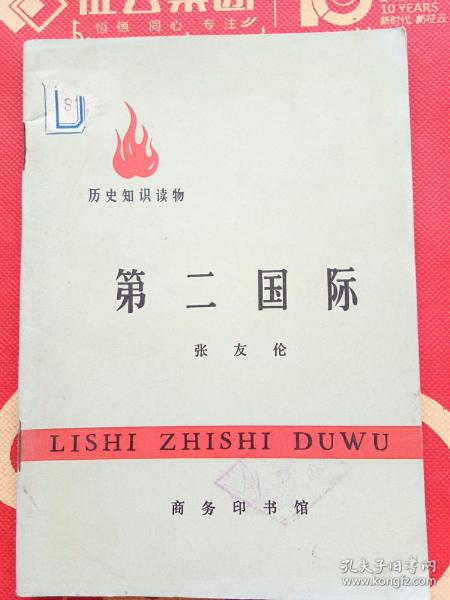 恒德 同心 专注
10 YEARS
新时代 新征云
81
历史知识读物
第二国际
张友伦
LISHI ZHISHI DUWU
商务印书馆
孔夫子旧书网
www.kongfz.com